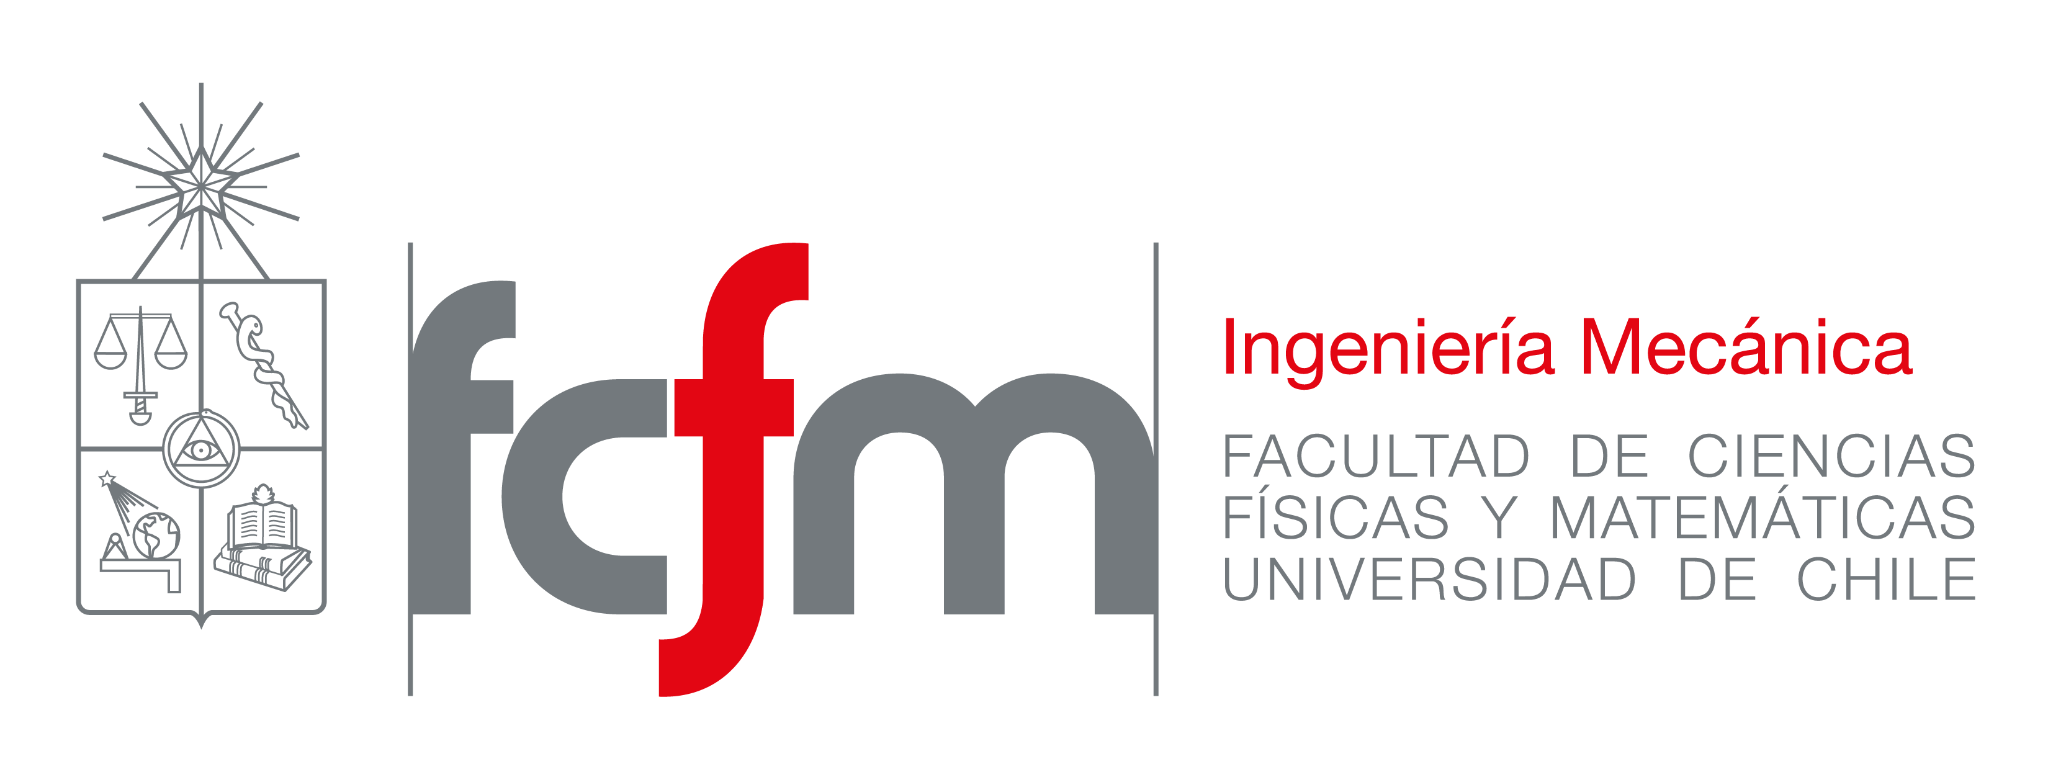 fcfm
Ingeniería Mecánica
FACULTAD DE CIENCIAS
FÍSICAS Y MATEMÁTICAS
UNIVERSIDAD DE CHILE